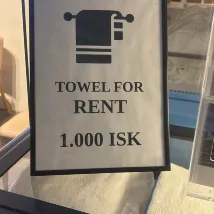 TOWEL FOR
RENT
1.000 ISK